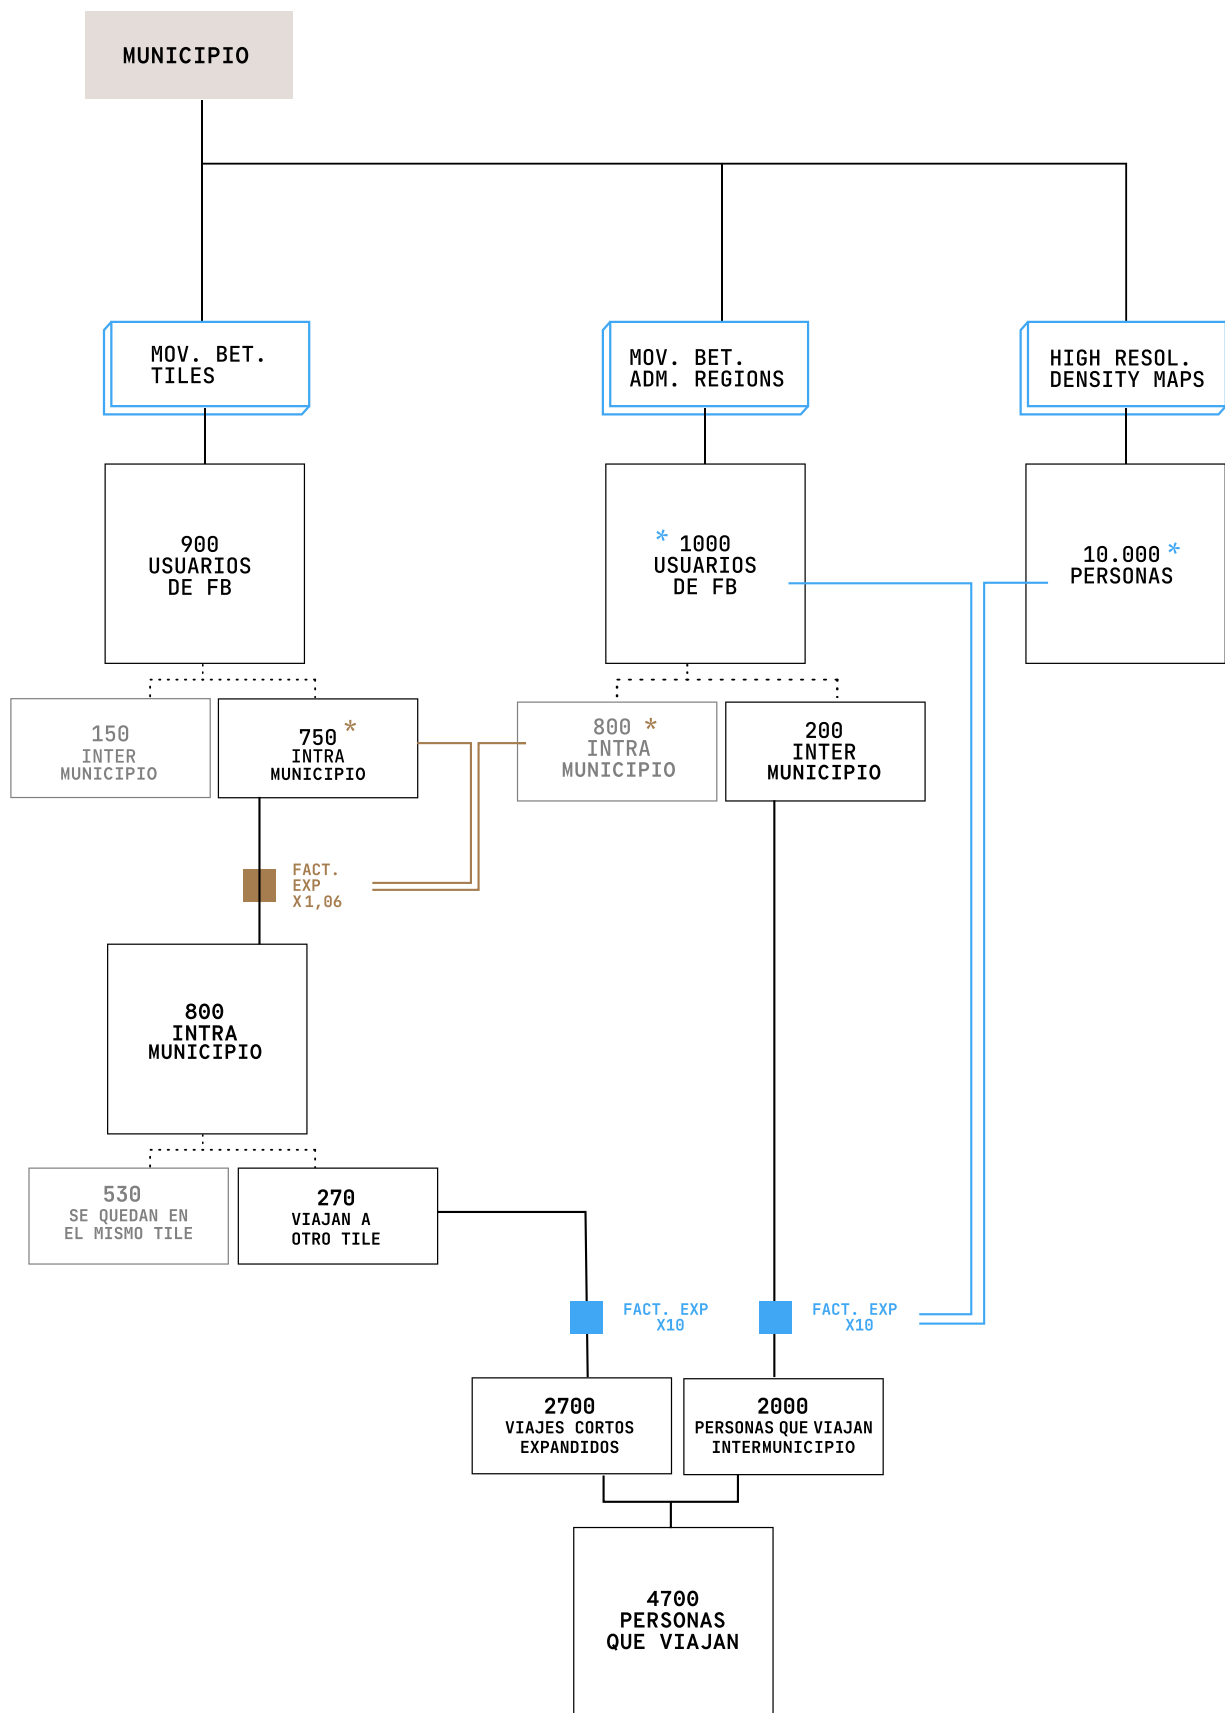 MUNICIPIO
MOV. BET.
TILES
MOV. BET.
ADM. REGIONS
HIGH RESOL.
DENSITY MAPS
900
USUARIOS
DE FB
* 1000
USUARIOS
DE FB
10.000 *
PERSONAS
150
INTER
MUNICIPIO
750 *
INTRA
MUNICIPIO
800 *
INTRA
MUNICIPIO
200
INTER
MUNICIPIO
FACT.
EXP
X1,06
800
INTRA
MUNICIPIO
530
SE QUEDAN EN
EL MISMO TILE
270
VIAJAN A
OTRO TILE
FACT. EXP
X10
FACT. EXP
X10
2700
VIAJES CORTOS
EXPANDIDOS
2000
PERSONAS QUE VIAJAN
INTERMUNICIPIO
4700
PERSONAS
QUE VIAJAN